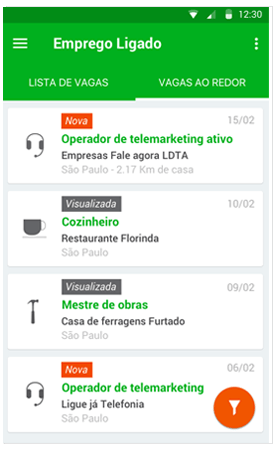 12:30
Emprego Ligado
LISTA DE VAGAS
VAGAS AO REDOR
Nova
15/02
Operador de telemarketing ativo
Empresas Fale agora LDTA
São Paulo - 2.17 Km de casa
Visualizada
10/02
Cozinheiro
Restaurante Florinda
São Paulo
Visualizada
09/02
Mestre de obras
Casa de ferragens Furtado
São Paulo
Nova
06/02
Operador de telemarketing
Ligue já Telefonia
São Paulo